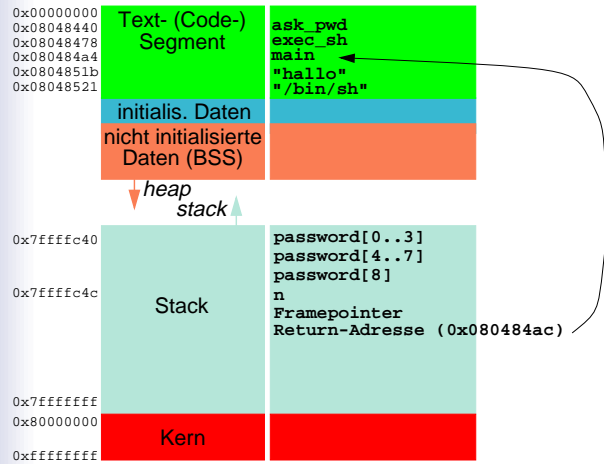 0x00000000
0x08048440
0x08048478
0x080484a4
0x0804851b
0x08048521
Text- (Code-)
Segment
ask_pwd
exec_sh
main
"hallo"
"/bin/sh"
initialis. Daten
nicht initialisierte
Daten (BSS)
heap
stack
0x7ffffc40
0x7ffffc4c
Stack
password[0..3]
password[4..7]
password[8]
n
Framepointer
Return-Adresse (0x080484ac)
0x7fffffff
0x80000000
Kern
0xffffffff